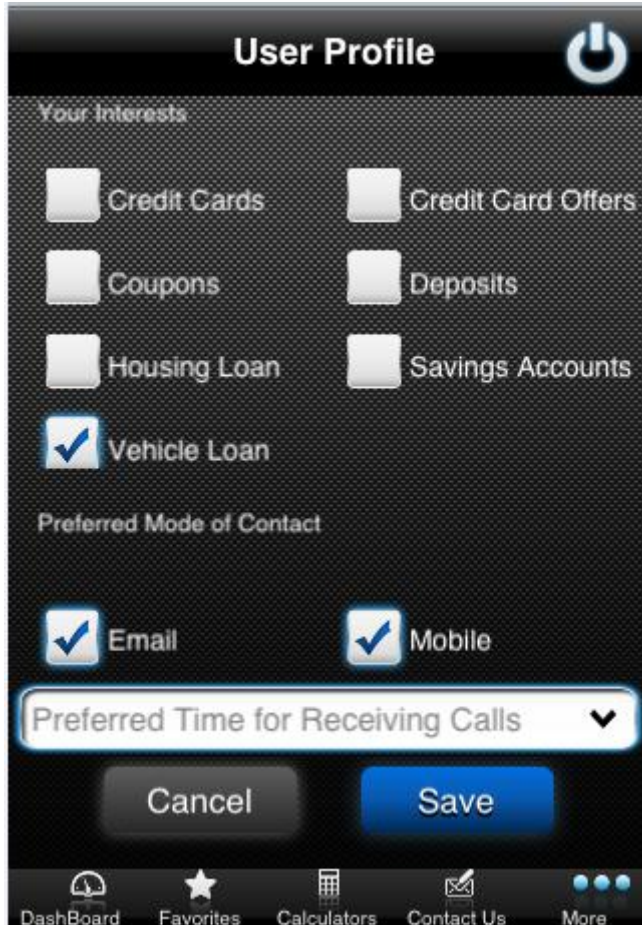 User Profile
Your Interests
Credit Cards
Credit Card Offers
Coupons
Deposits
Housing Loan
Savings Accounts
Vehicle Loan
Preferred Mode of Contact
Email
Mobile
Preferred Time for Receiving Calls
Cancel
Save
DashBoard
Favorites
Calculators
Contact Us
More